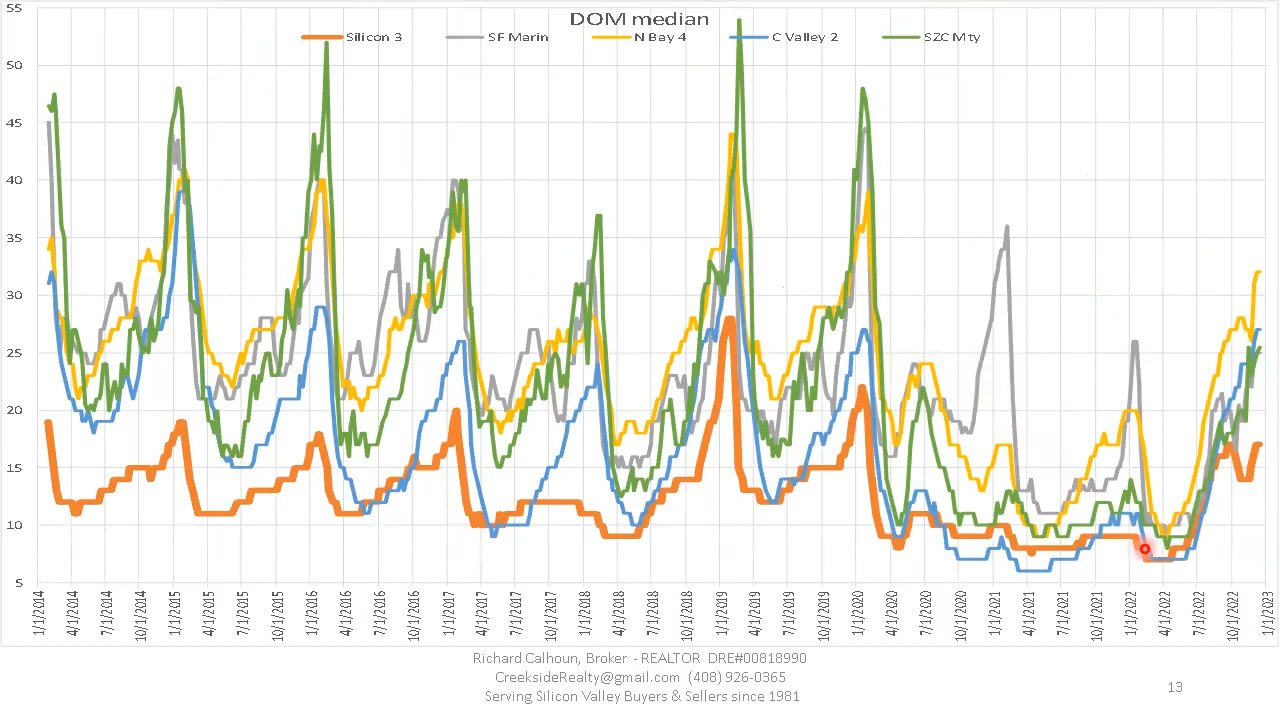 DOM median
Silicon 3 SF Marin N Bay 4 C Valley 2 SZC Mty
55
50
45
40
35
30
25
20
15
10
5
1/1/2014 4/1/2014 7/1/2014 10/1/2014 1/1/2015 4/1/2015 7/1/2015 10/1/2015 1/1/2016 4/1/2016 7/1/2016 10/1/2016 1/1/2017 4/1/2017 7/1/2017 10/1/2017 1/1/2018 4/1/2018 7/1/2018 10/1/2018 1/1/2019 4/1/2019 7/1/2019 10/1/2019 1/1/2020 4/1/2020 7/1/2020 10/1/2020 1/1/2021 4/1/2021 7/1/2021 10/1/2021 1/1/2022 4/1/2022 7/1/2022 10/1/2022 1/1/2023
Richard Calhoun, Broker - REALTOR DRE#00818990
CreeksideRealty@gmail.com (408) 926-0365
Serving Silicon Valley Buyers & Sellers since 1981
13